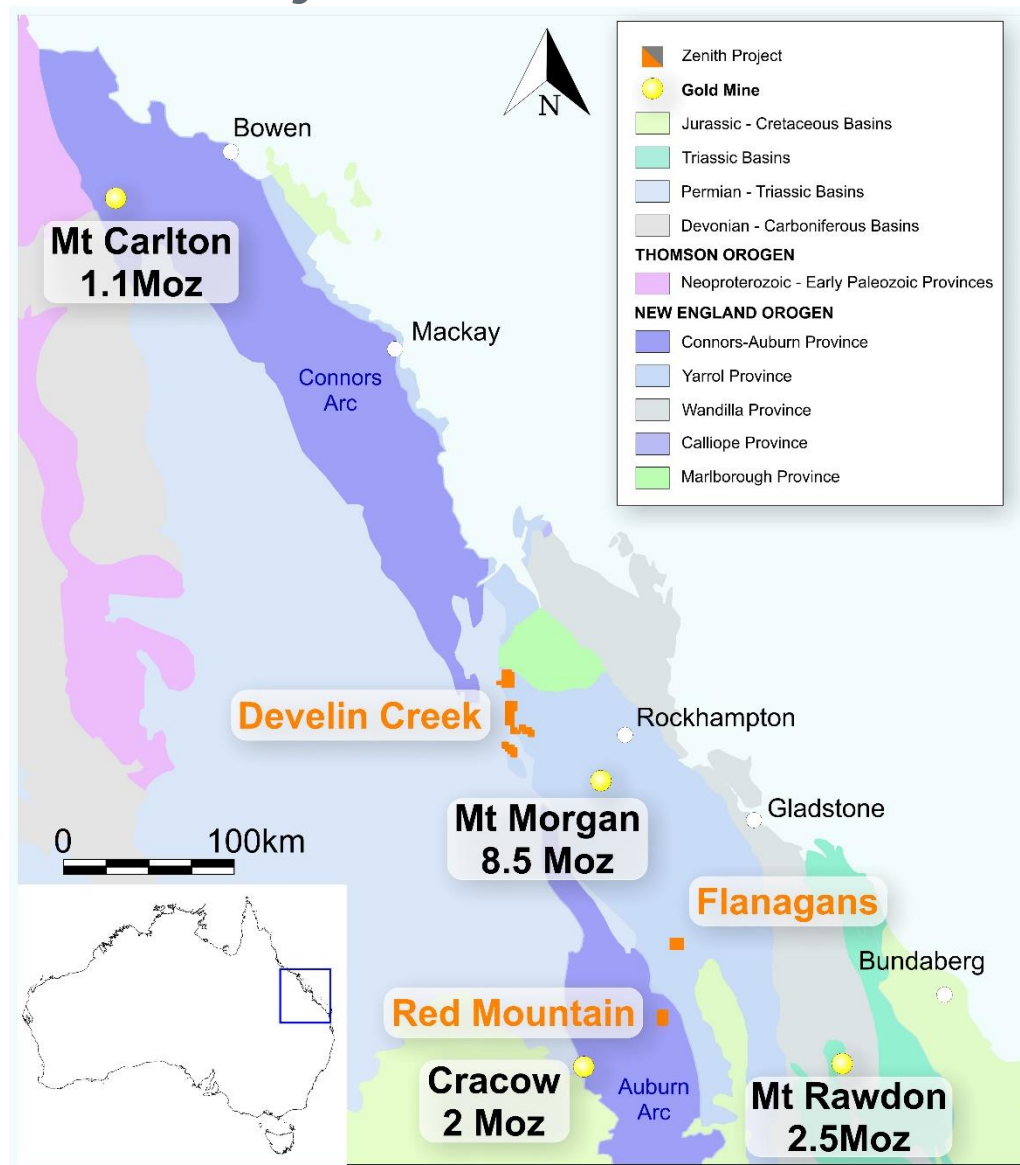 N
Zenith Project
Gold Mine
Jurassic - Cretaceous Basins
Triassic Basins
Permian - Triassic Basins
Devonian - Carboniferous Basins
THOMSON OROGEN
Neoproterozoic - Early Paleozoic Provinces
NEW ENGLAND OROGEN
Connors-Auburn Province
Yarrol Province
Wandilla Province
Calliope Province
Marlborough Province
Bowen
Mt Carlton
1.1Moz
Mackay
Connors
Arc
Develin Creek
Rockhampton
Mt Morgan
8.5 Moz
Gladstone
0 100km
Flanagans
Bundaberg
Red Mountain
Cracow
2 Moz
Auburn
Arc
Mt Rawdon
2.5Moz